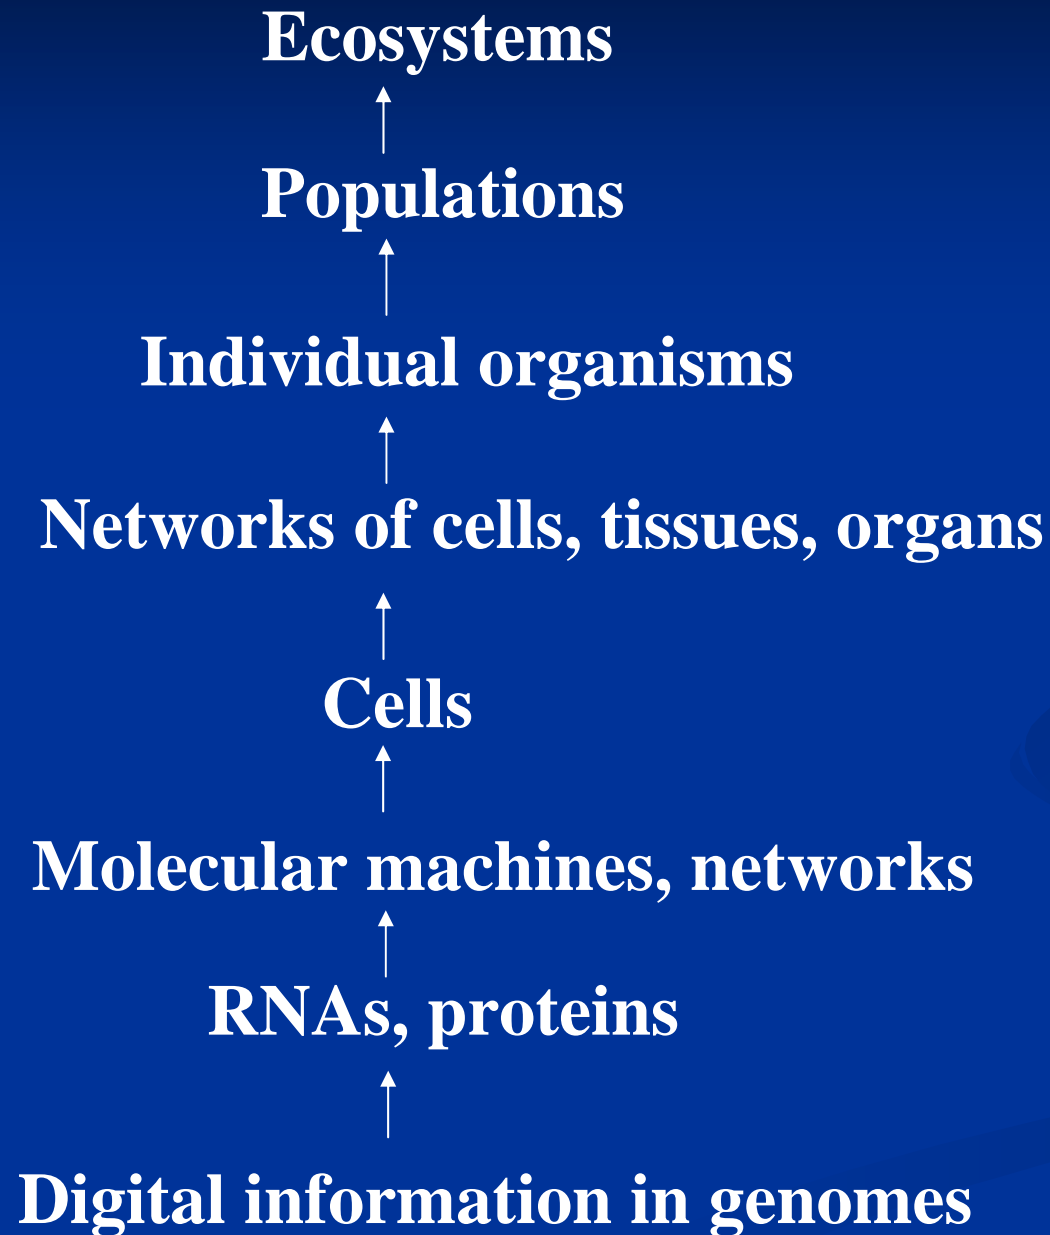 Ecosystems
Populations
Individual organisms
Networks of cells, tissues, organs
Cells
Molecular machines, networks
RNAs, proteins
Digital information in genomes